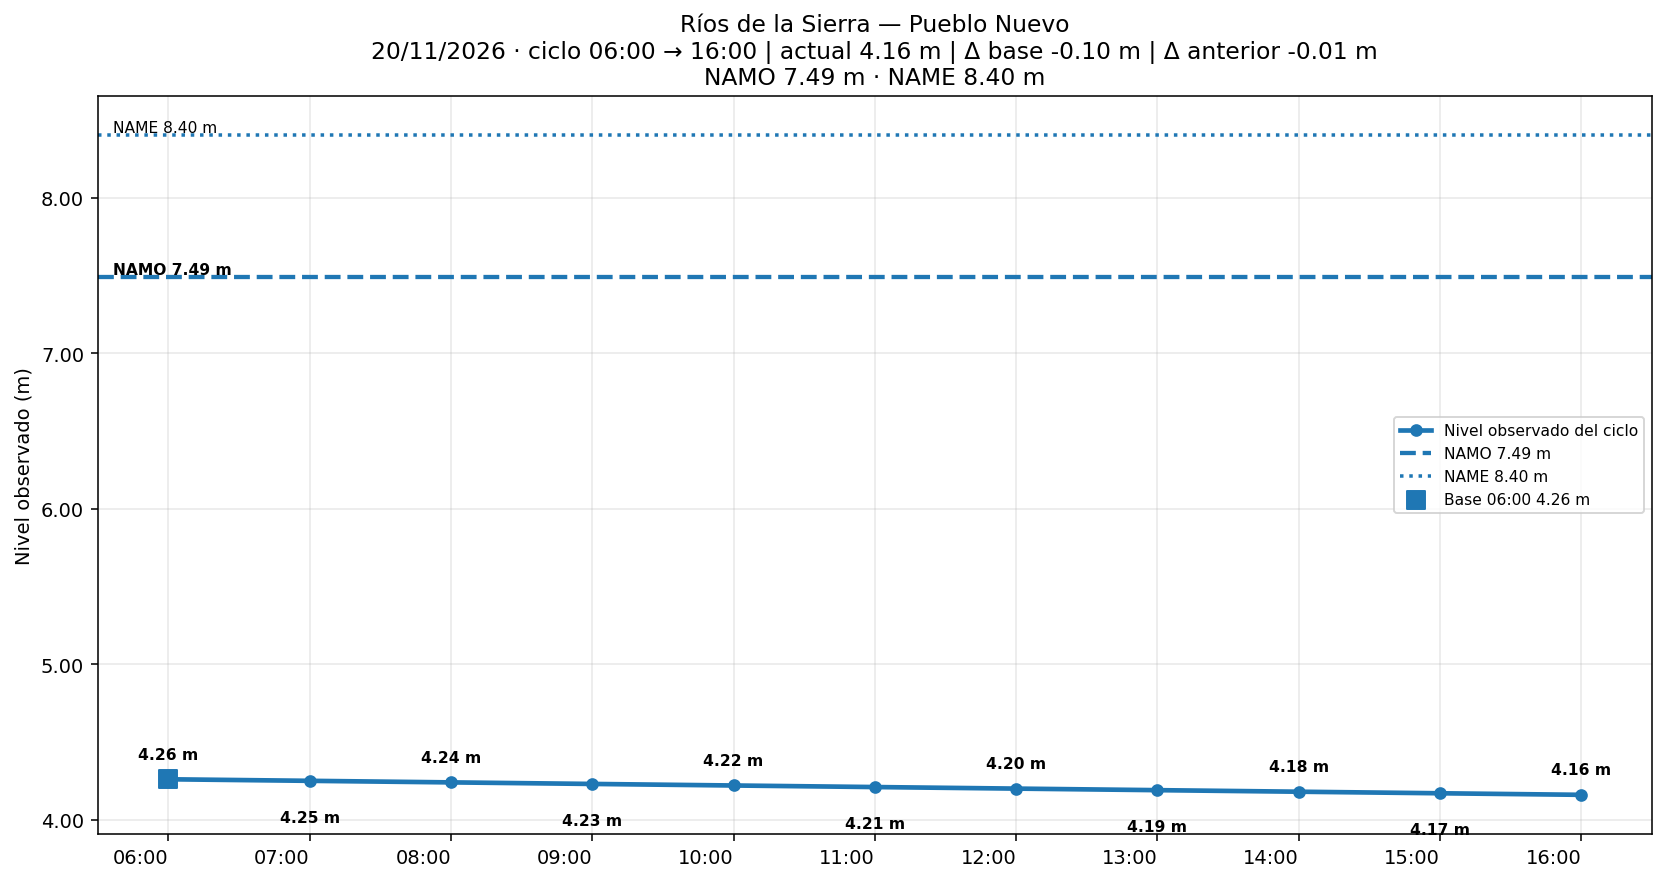 Ríos de la Sierra — Pueblo Nuevo
20/11/2026 · ciclo 06:00 → 16:00 | actual 4.16 m | Δ base -0.10 m | Δ anterior -0.01 m
NAMO 7.49 m · NAME 8.40 m
NAME 8.40 m
8.00
NAMO 7.49 m
7.00
Nivel observado (m)
Nivel observado del ciclo
NAMO 7.49 m
NAME 8.40 m
Base 06:00 4.26 m
6.00
5.00
4.26 m
4.24 m
4.22 m
4.20 m
4.18 m
4.16 m
4.25 m
4.23 m
4.21 m
4.19 m
4.17 m
4.00
06:00 07:00 08:00 09:00 10:00 11:00 12:00 13:00 14:00 15:00 16:00